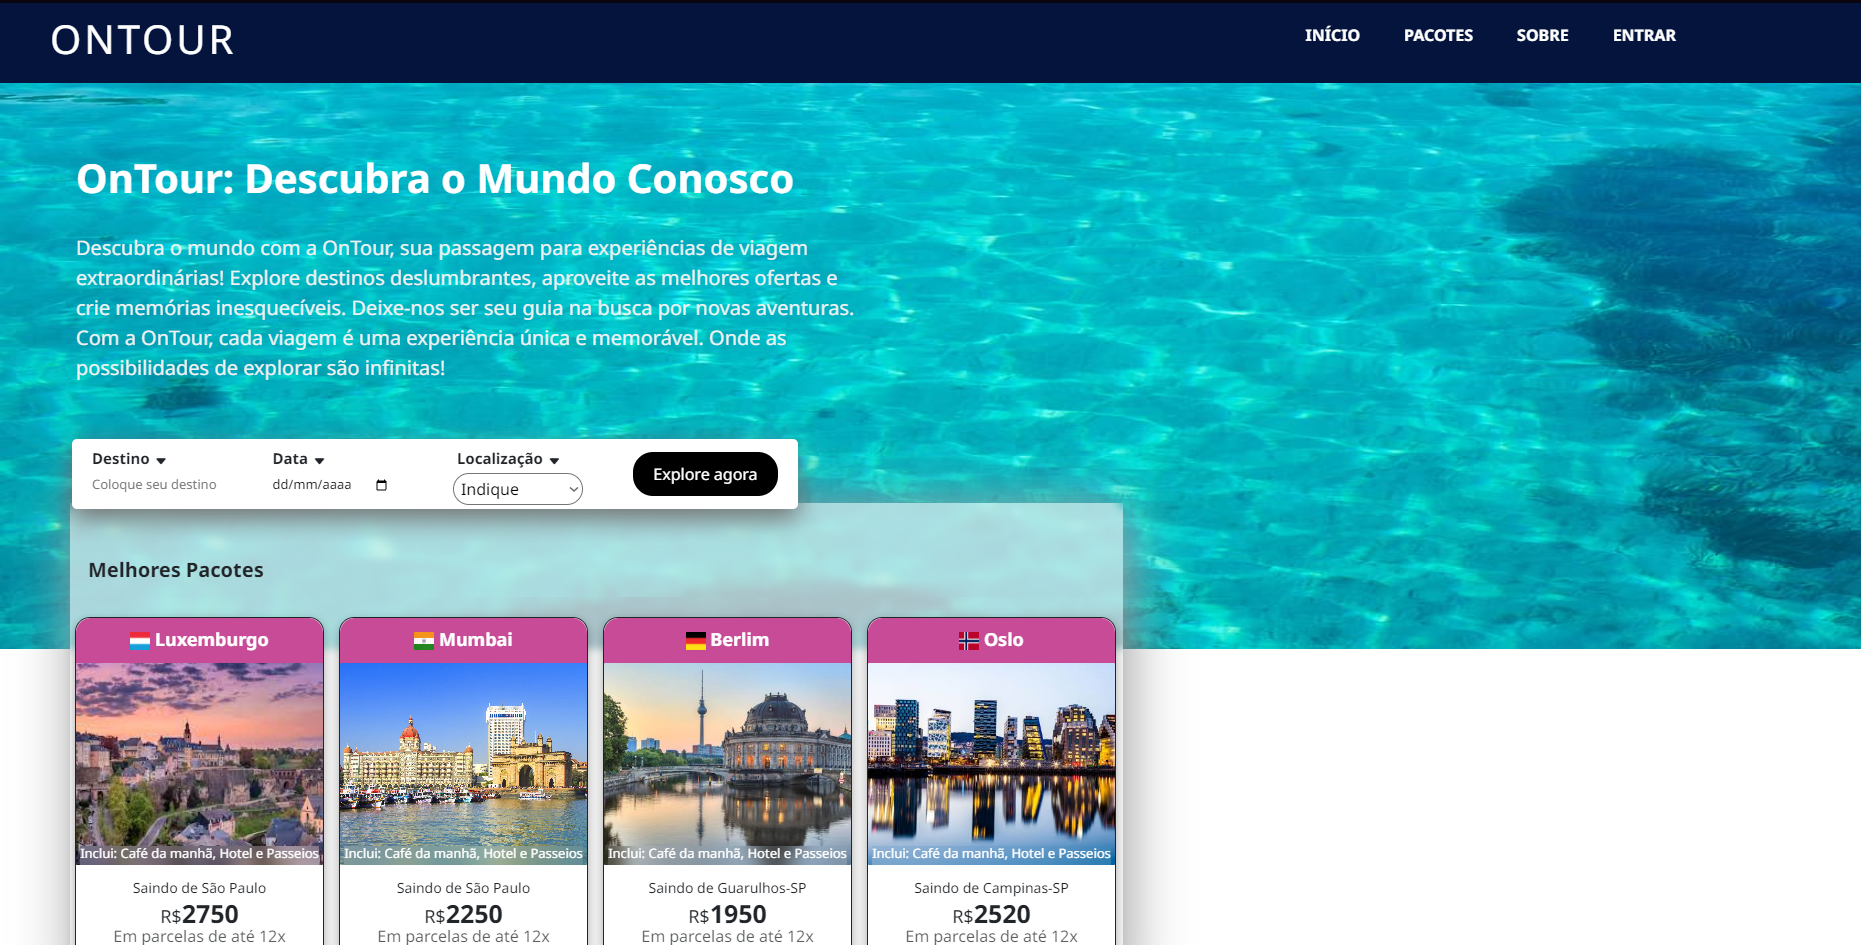 ONTOUR
INÍCIO PACOTES SOBRE ENTRAR
OnTour: Descubra o Mundo Conosco
Descubra o mundo com a OnTour, sua passagem para experiências de viagem
extraordinárias! Explore destinos deslumbrantes, aproveite as melhores ofertas e
crie memórias inesquecíveis. Deixe-nos ser seu guia na busca por novas aventuras.
Com a OnTour, cada viagem é uma experiência única e memorável. Onde as
possibilidades de explorar são infinitas!
Destino Data Localização
Coloque seu destino dd/mm/aaaa Indique
Explore agora
Melhores Pacotes
Luxemburgo
Inclui: Café da manhã, Hotel e Passeios
Saindo de São Paulo
R$2750
Em parcelas de até 12x
Mumbai
Inclui: Café da manhã, Hotel e Passeios
Saindo de São Paulo
R$2250
Em parcelas de até 12x
Berlim
Inclui: Café da manhã, Hotel e Passeios
Saindo de Guarulhos-SP
R$1950
Em parcelas de até 12x
Oslo
Inclui: Café da manhã, Hotel e Passeios
Saindo de Campinas-SP
R$2520
Em parcelas de até 12x